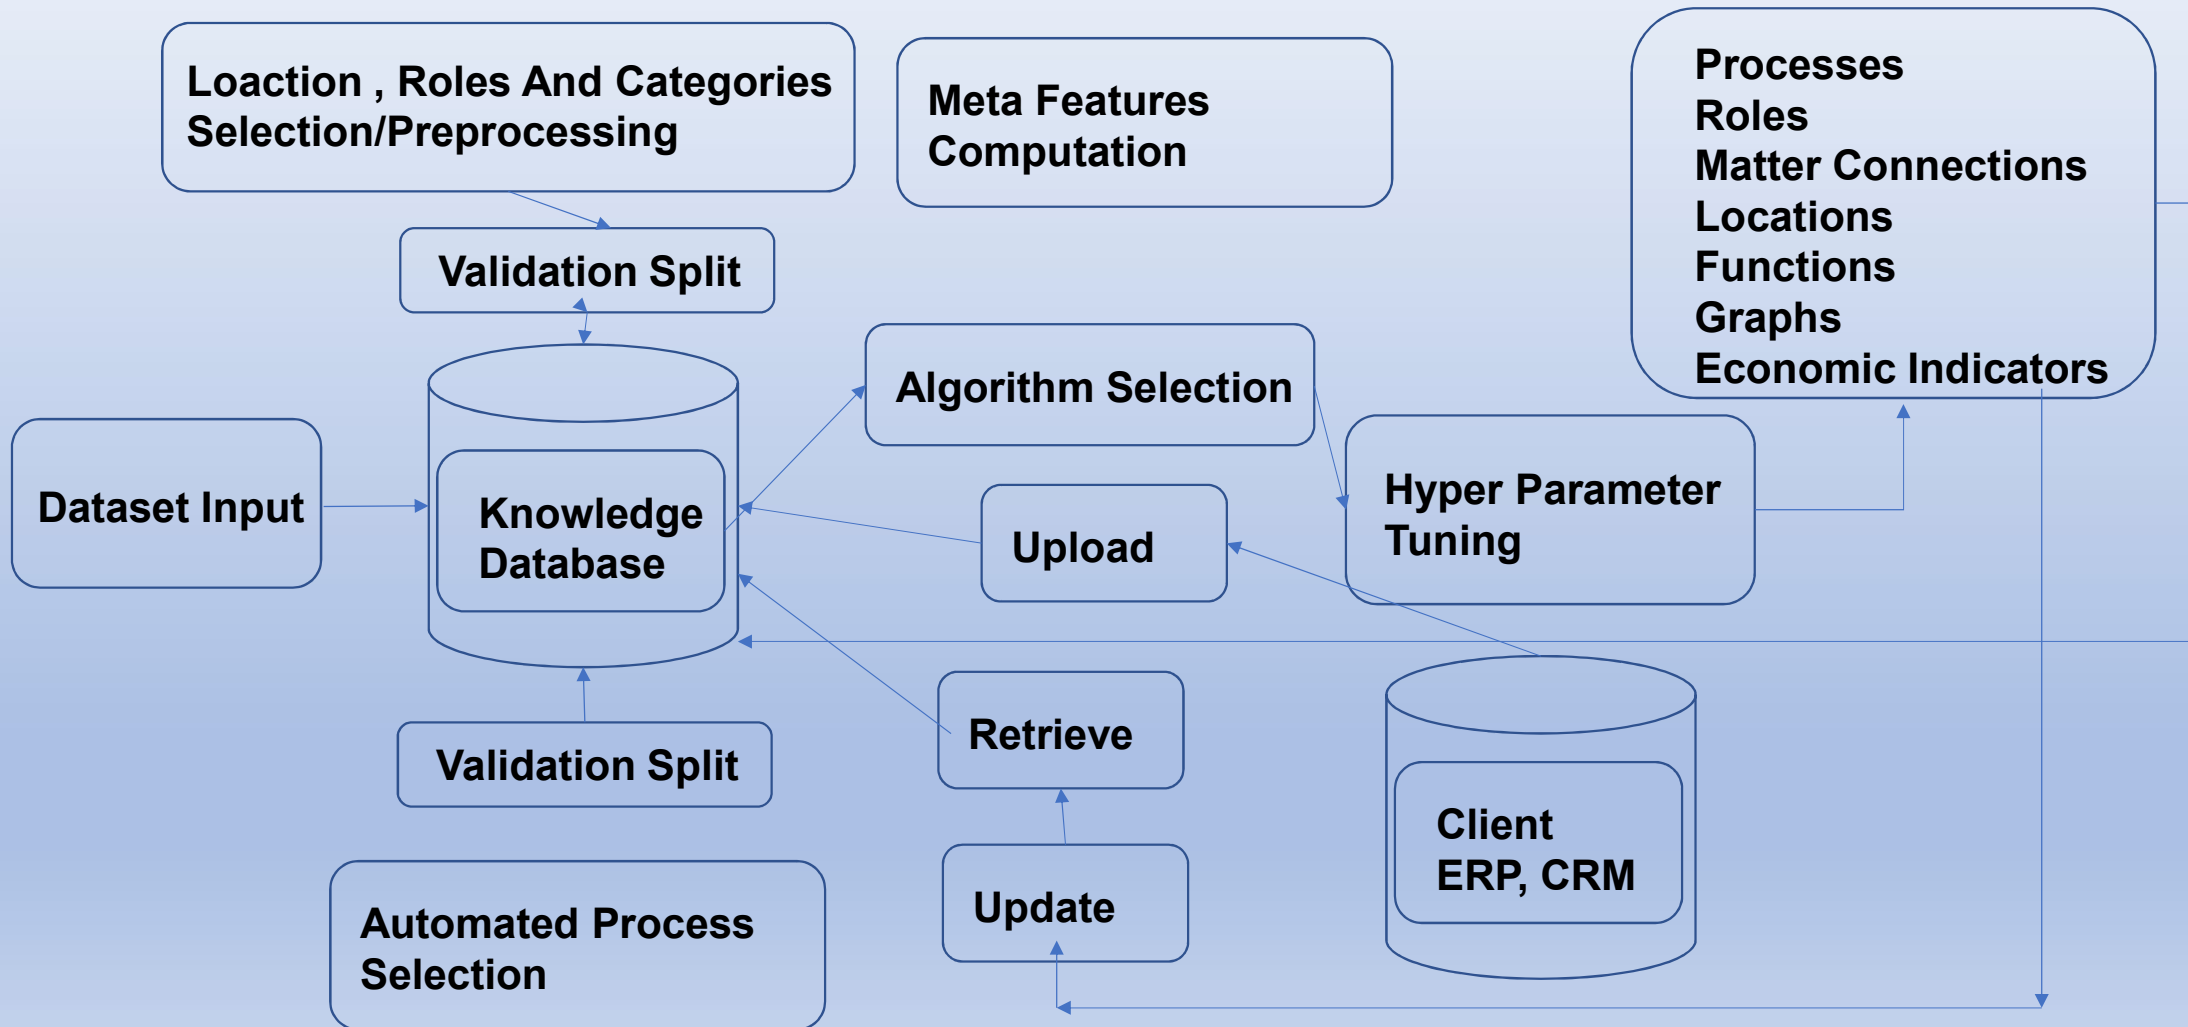 Loaction , Roles And Categories
Selection/Preprocessing
Meta Features
Computation
Processes
Roles
Matter Connections
Locations
Functions
Graphs
Economic Indicators
Validation Split
Algorithm Selection
Dataset Input
Knowledge
Database
Upload
Hyper Parameter
Tuning
Retrieve
Validation Split
Client
ERP, CRM
Update
Automated Process
Selection